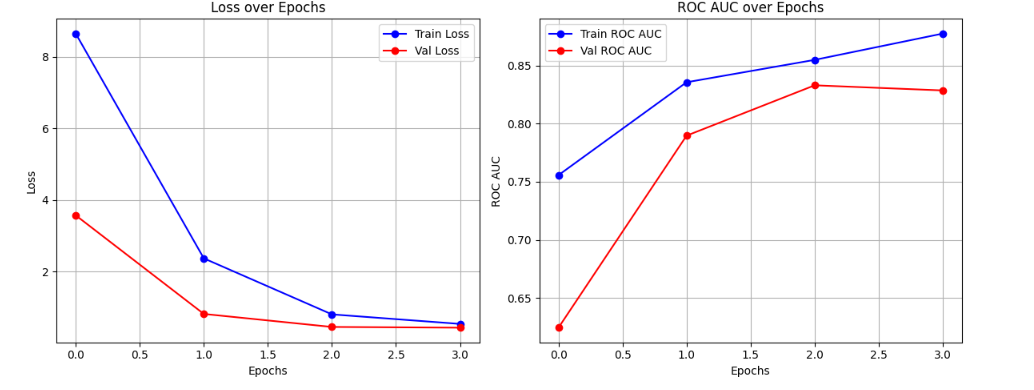 Loss over Epochs
Train Loss
Val Loss
8
6
4
2
Loss
0.0 0.5 1.0 1.5 2.0 2.5 3.0
Epochs
ROC AUC over Epochs
Train ROC AUC
Val ROC AUC
0.85
0.80
0.75
0.70
0.65
ROC AUC
0.0 0.5 1.0 1.5 2.0 2.5 3.0
Epochs